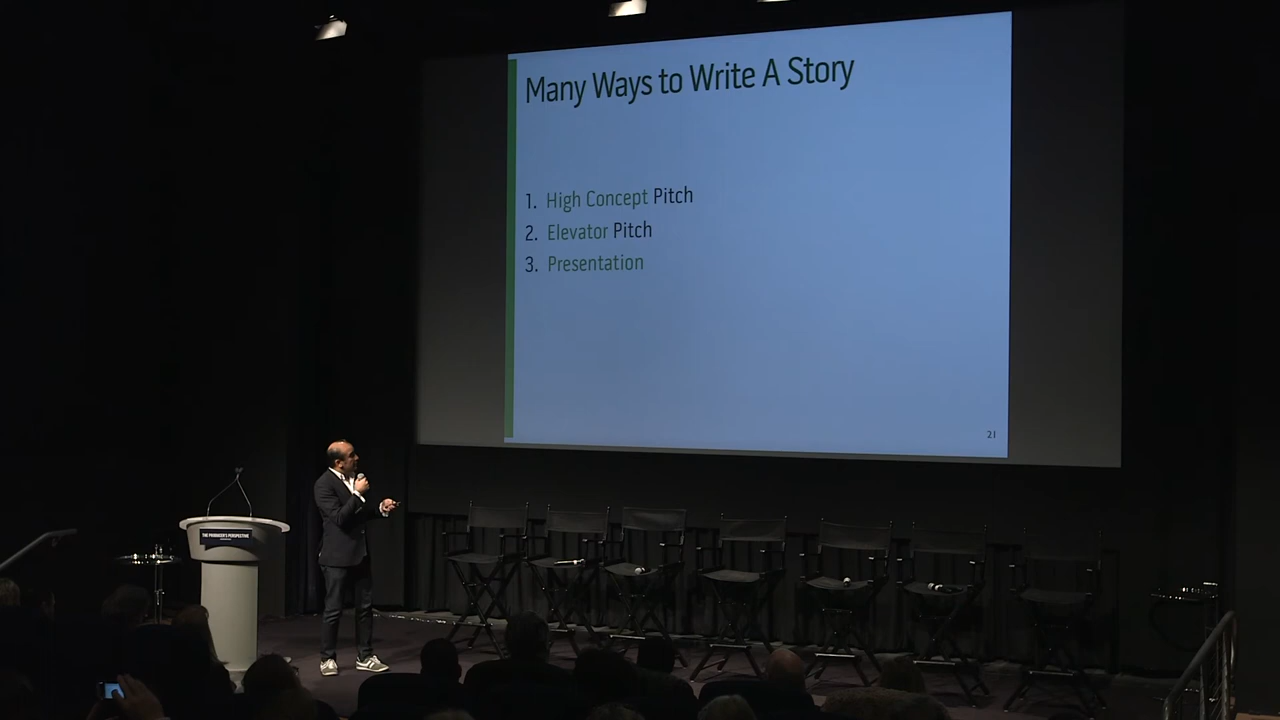 Many Ways to Write A Story
1. High Concept Pitch
2. Elevator Pitch
3. Presentation
21
THE PRODUCER'S PERSPECTIVE